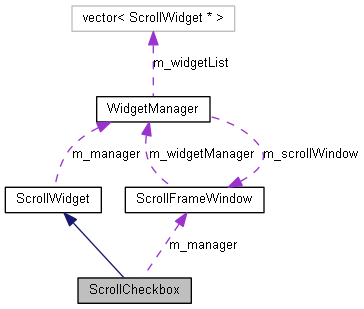 vector< ScrollWidget * >
m_widgetList
WidgetManager
m_manager
m_widgetManager
m_scrollWindow
ScrollWidget
ScrollFrameWindow
m_manager
ScrollCheckbox